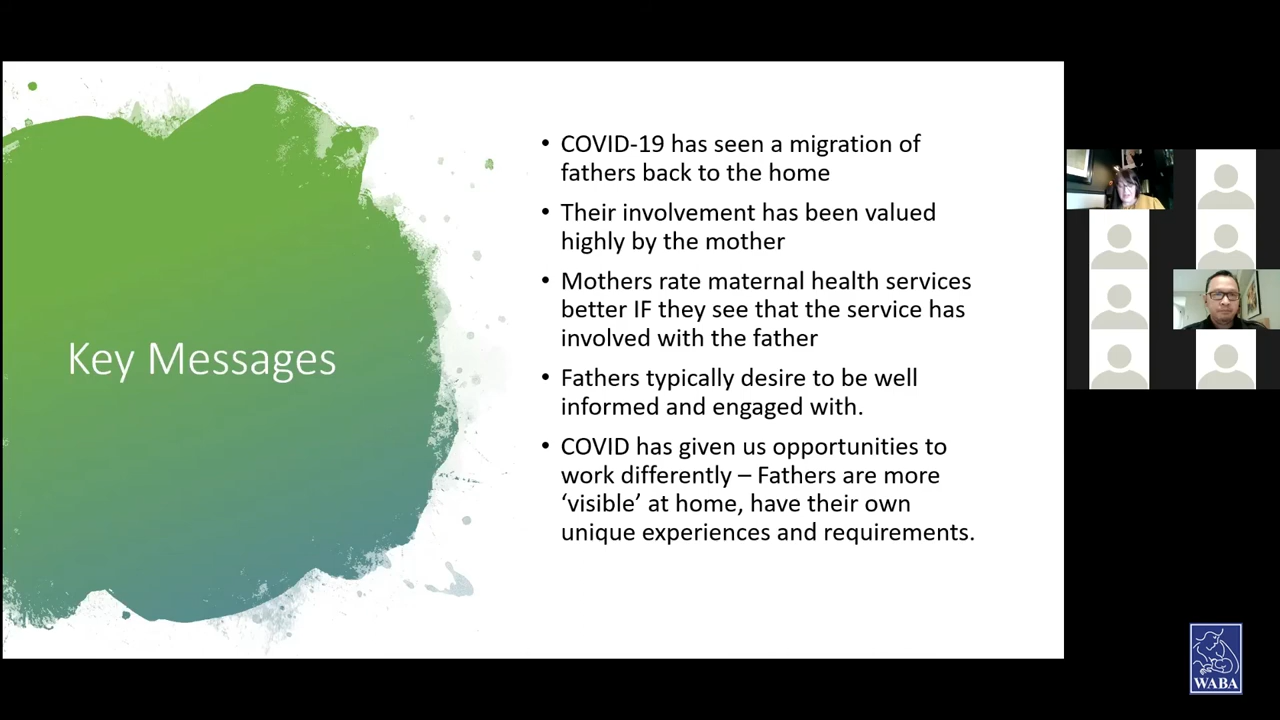 Key Messages
• COVID-19 has seen a migration of
fathers back to the home
• Their involvement has been valued
highly by the mother
• Mothers rate maternal health services
better IF they see that the service has
involved with the father
• Fathers typically desire to be well
informed and engaged with.
• COVID has given us opportunities to
work differently – Fathers are more
‘visible’ at home, have their own
unique experiences and requirements.
WABA